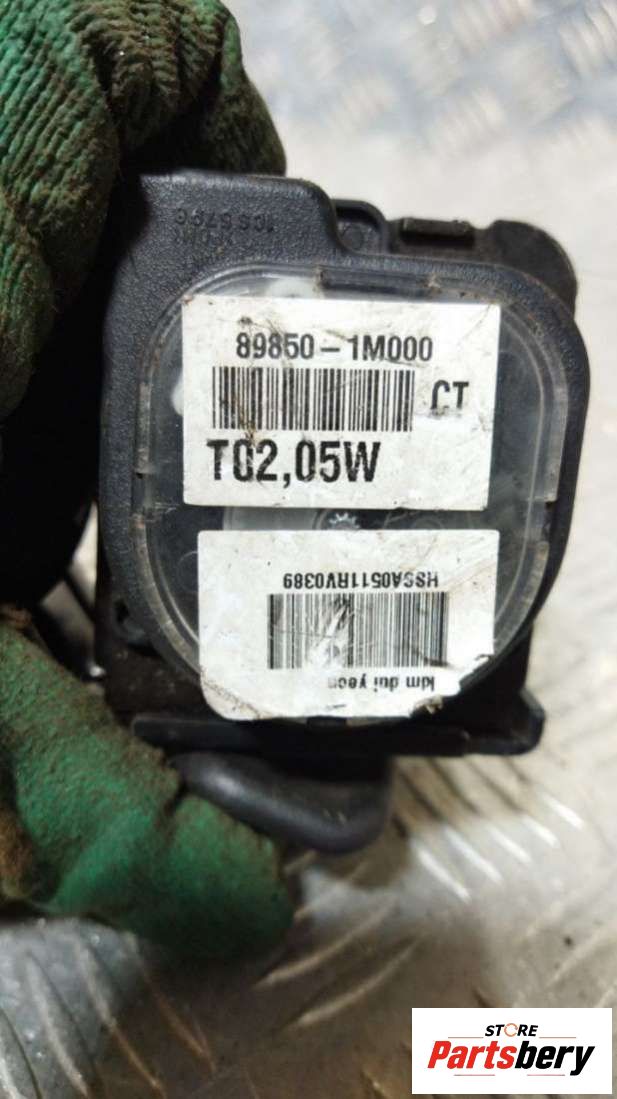 89850-1M000
CT
T02,05W
HSSA0511RV0389
kim dui yeon
STORE
Partsbery